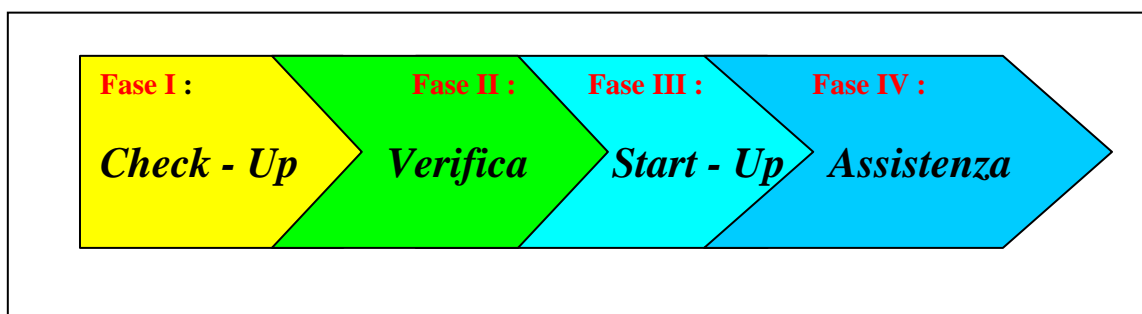 Fase I :
Check - Up
Fase II :
Verifica
Fase III :
Start - Up
Fase IV :
Assistenza